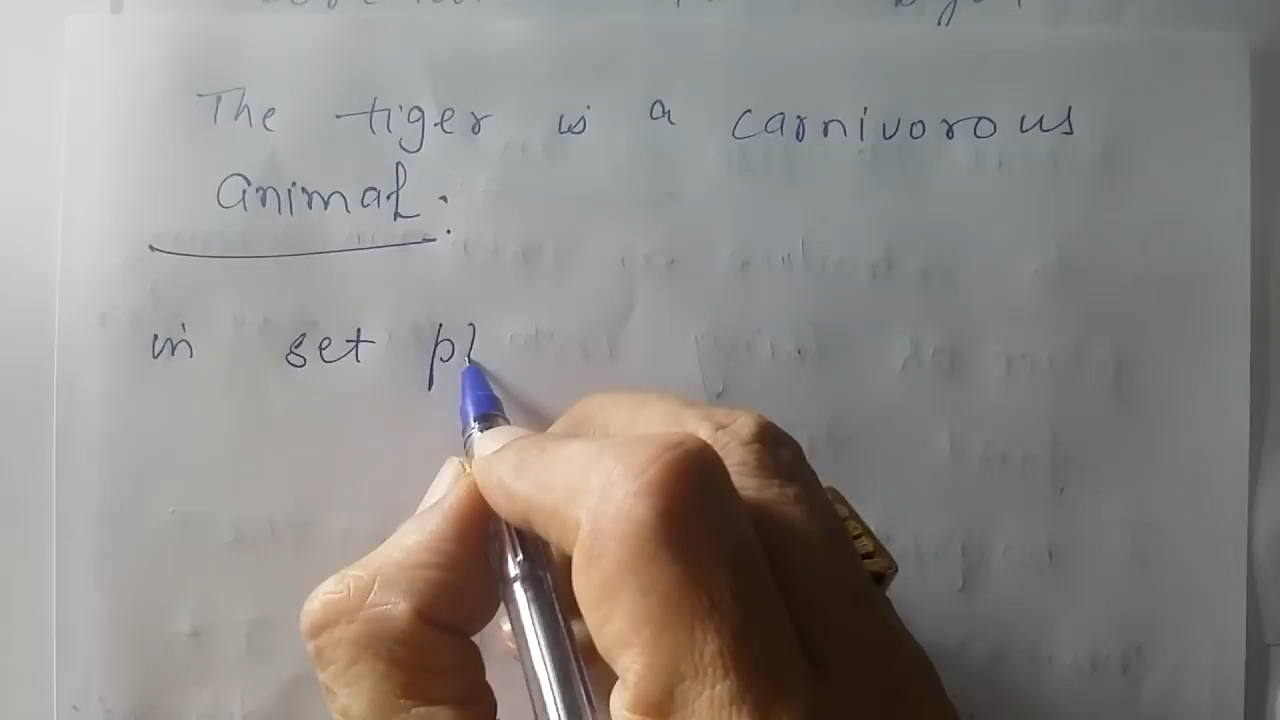 The tiger is a carnivorous
animal.
in set